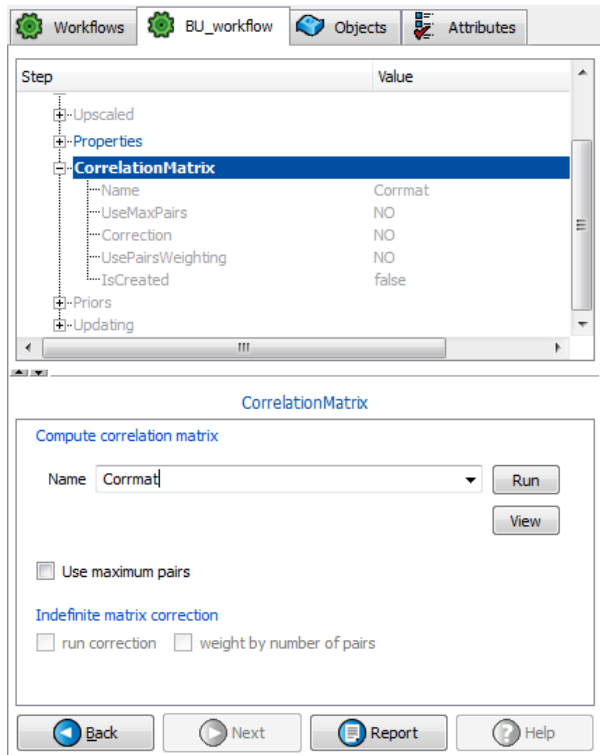 Workflows BU_workflow Objects Attributes
Step Value
Upscaled
Properties
CorrelationMatrix
Name Corrmat
UseMaxPairs NO
Correction NO
UsePairsWeighting NO
IsCreated false
Priors
Updating
CorrelationMatrix
Compute correlation matrix
Name Corrmat Run
View
Use maximum pairs
Indefinite matrix correction
run correction weight by number of pairs
Back Next Report Help